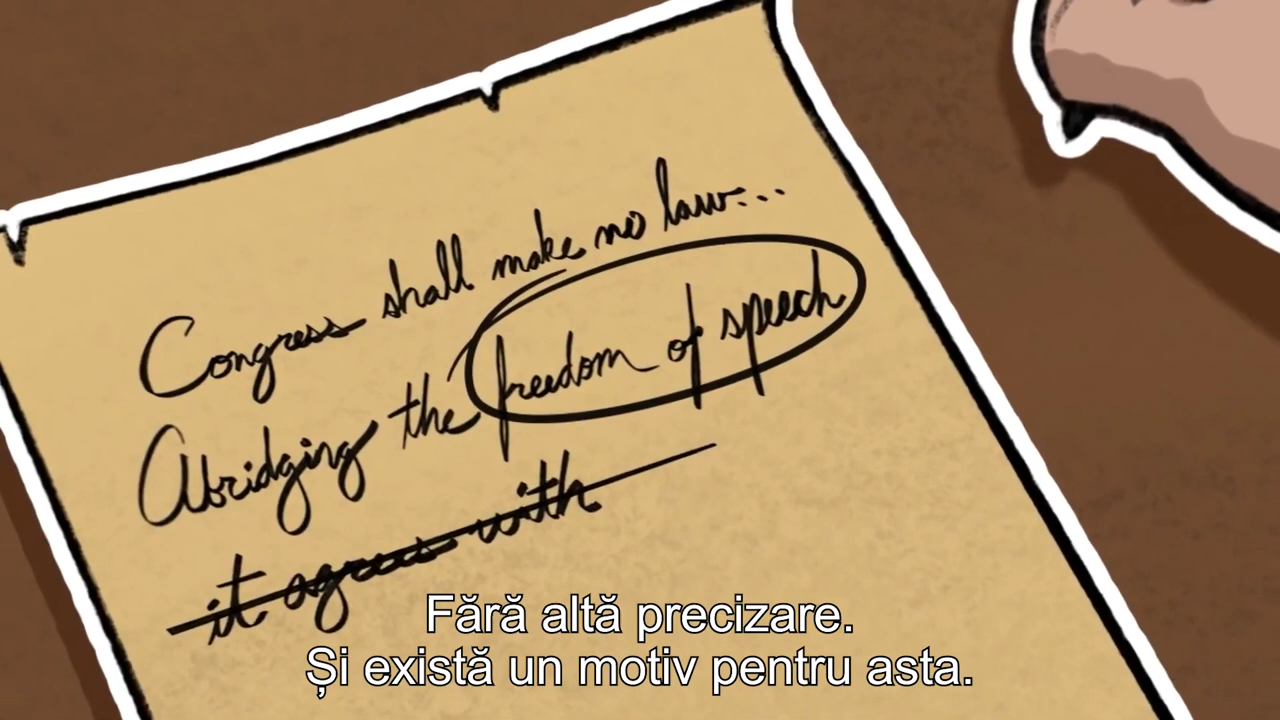 Congress shall make no law...
Abridging the freedom of speech
it agrees with
Fără altă precizare.
Și există un motiv pentru asta.